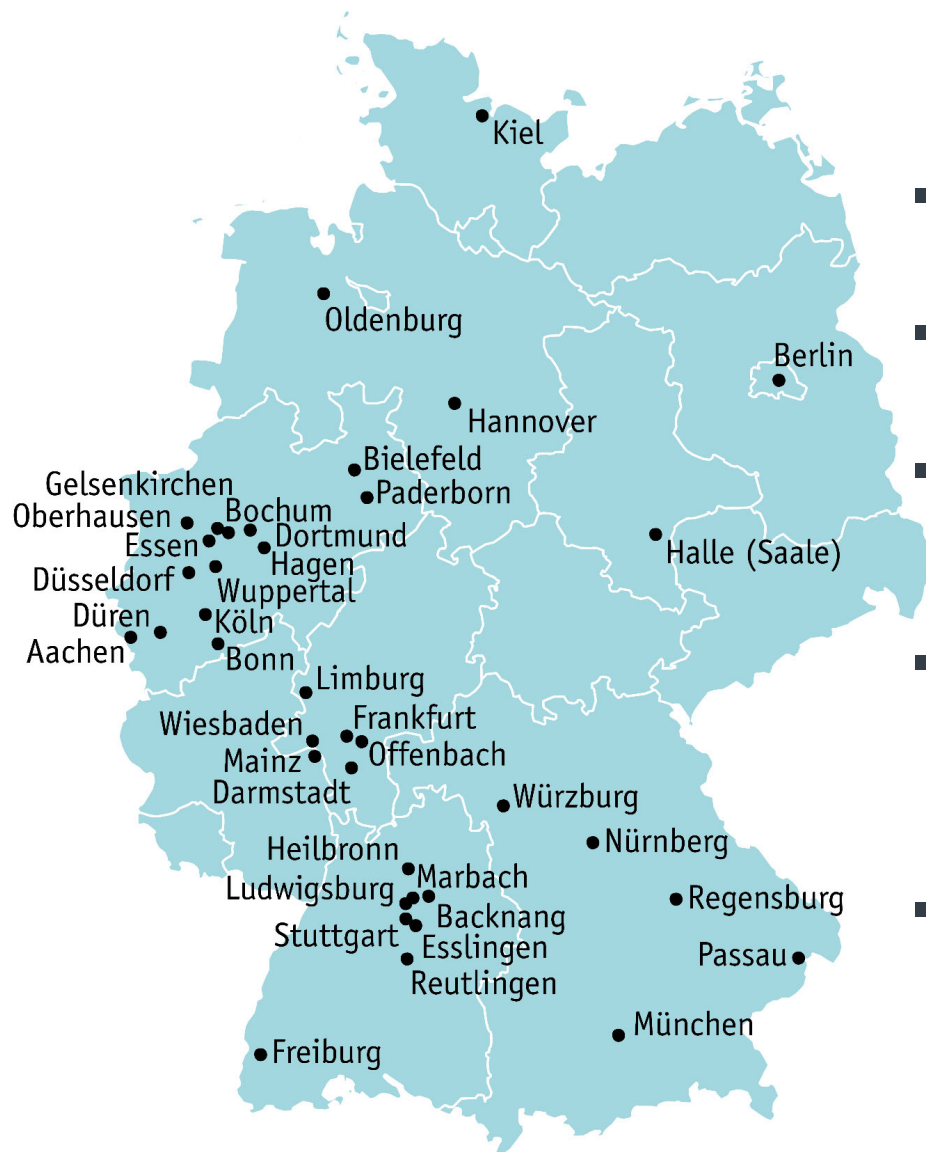 Kiel
Oldenburg
Berlin
Hannover
Bielefeld
Paderborn
Gelsenkirchen
Oberhausen
Bochum
Essen
Dortmund
Hagen
Düsseldorf
Wuppertal
Düren
Köln
Aachen
Bonn
Halle (Saale)
Limburg
Wiesbaden
Frankfurt
Mainz
Offenbach
Darmstadt
Würzburg
Nürnberg
Heilbronn
Marbach
Ludwigsburg
Backnang
Stuttgart
Esslingen
Reutlingen
Regensburg
Passau
München
Freiburg